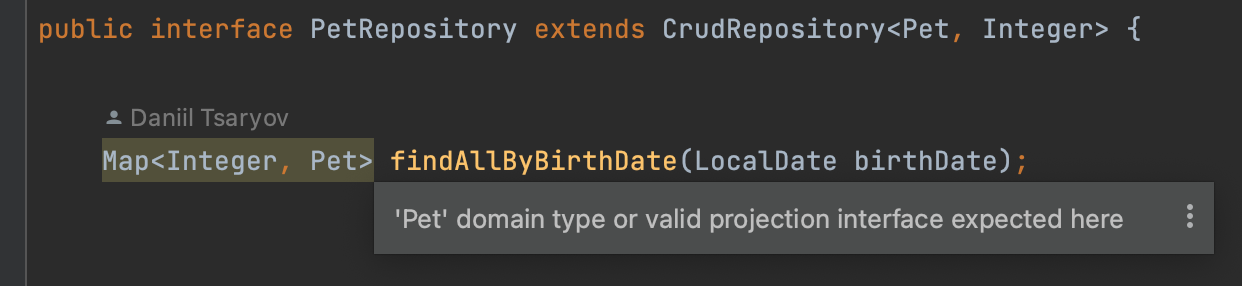 public interface PetRepository extends CrudRepository<Pet, Integer> {
Daniil Tsaryov
Map<Integer, Pet> findAllByBirthDate(LocalDate birthDate);
'Pet' domain type or valid projection interface expected here